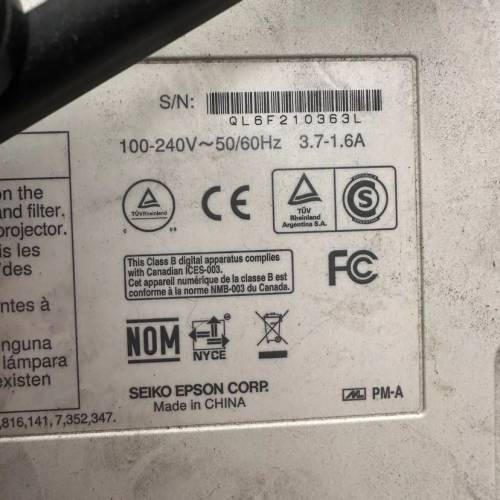 S/N:
QL6F210363L
100-240V～50/60Hz 3.7-1.6A
on the
and filter.
projector.
is les
des
ntes à
nguna
lámpara
existen
TÜVRheinland
CE
TÜV
Rheinland
Argentina S.A.
S
This Class B digital apparatus complies
with Canadian ICES-003.
Cet apparareil numérique de la classe B est
conforme à la norme NMB-003 du Canada.
FC
NOM
NYCE
SEIKO EPSON CORP.
Made in CHINA
PM-A
,816,141, 7,352,347.